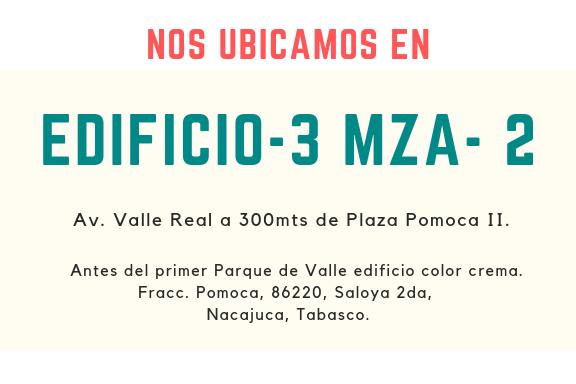 NOS UBICAMOS EN
EDIFICIO-3 MZA- 2
Av. Valle Real a 300mts de Plaza Pomoca II.
Antes del primer Parque de Valle edificio color crema.
Fracc. Pomoca, 86220, Saloya 2da,
Nacajuca, Tabasco.